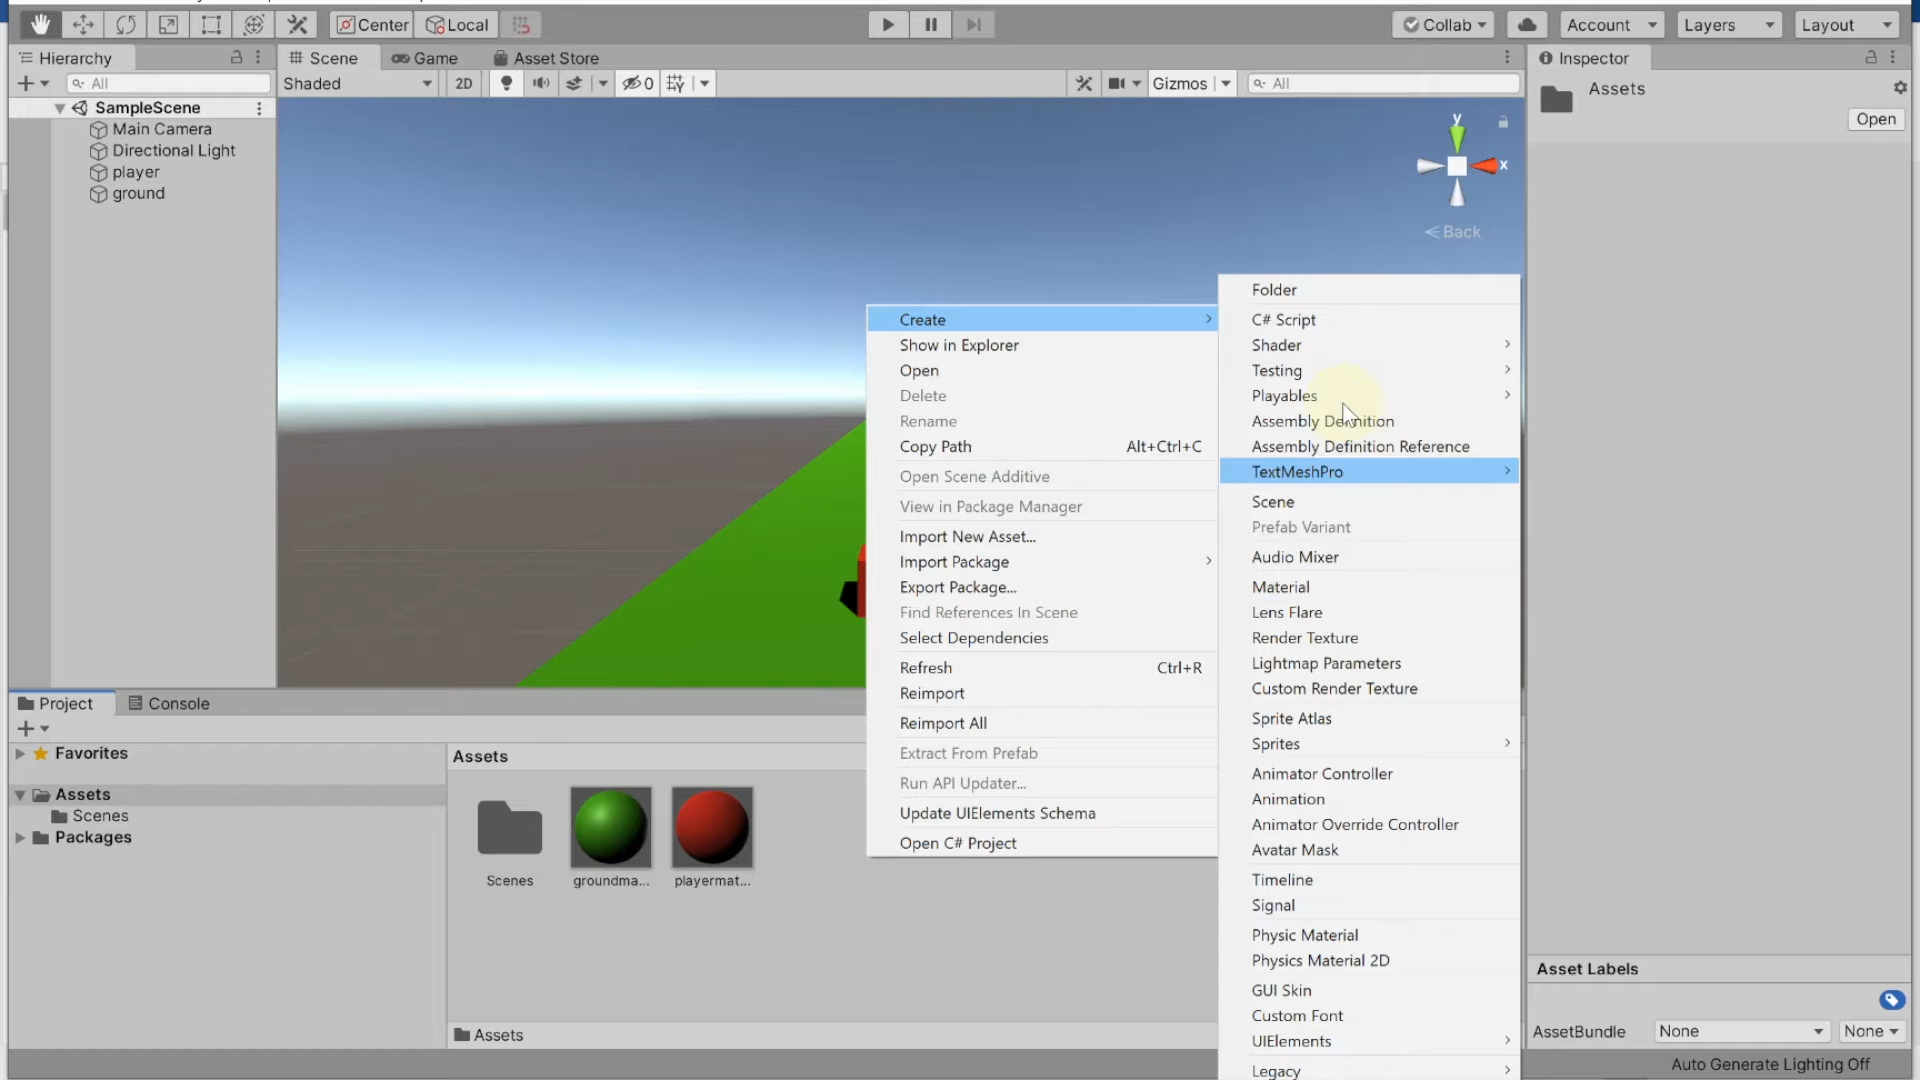 Center
Local
Collab
Account
Layers
Layout
Hierarchy
Scene
Game
Asset Store
Inspector
All
Shaded
2D
0
Gizmos
All
Assets
Open
SampleScene
Main Camera
Directional Light
player
ground
y
x
Back
Create
Show in Explorer
Open
Delete
Rename
Copy Path Alt+Ctrl+C
Open Scene Additive
View in Package Manager
Import New Asset...
Import Package
Export Package...
Find References In Scene
Select Dependencies
Refresh Ctrl+R
Reimport
Reimport All
Extract From Prefab
Run API Updater...
Update UIElements Schema
Open C# Project
Folder
C# Script
Shader
Testing
Playables
Assembly Definition
Assembly Definition Reference
TextMeshPro
Scene
Prefab Variant
Audio Mixer
Material
Lens Flare
Render Texture
Lightmap Parameters
Custom Render Texture
Sprite Atlas
Sprites
Animator Controller
Animation
Animator Override Controller
Avatar Mask
Timeline
Signal
Physic Material
Physics Material 2D
GUI Skin
Custom Font
UIElements
Legacy
Project
Console
Favorites
Assets
Scenes
Packages
Assets
Scenes
groundma...
playermat...
Assets
Asset Labels
AssetBundle
None
None
Auto Generate Lighting Off